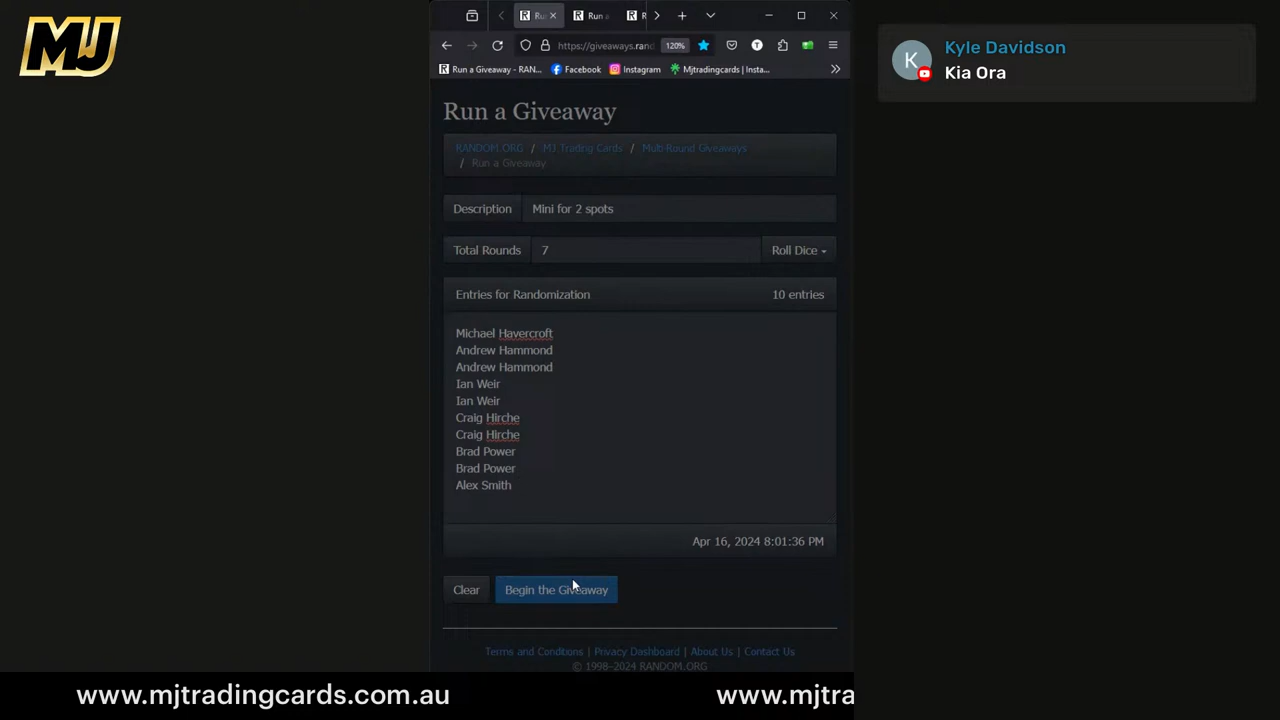 MJ
Run a
R
https://giveaways.rand
120%
Run a Giveaway - RAN...
Facebook
Instagram
Mjtradingcards | Insta...
Run a Giveaway
RANDOM.ORG / MJ Trading Cards / Multi-Round Giveaways
/ Run a Giveaway
Description Mini for 2 spots
Total Rounds 7 Roll Dice
Entries for Randomization 10 entries
Michael Havercroft
Andrew Hammond
Andrew Hammond
Ian Weir
Ian Weir
Craig Hirche
Craig Hirche
Brad Power
Brad Power
Alex Smith
Apr 16, 2024 8:01:36 PM
Clear Begin the Giveaway
Terms and Conditions | Privacy Dashboard | About Us | Contact Us
© 1998–2024 RANDOM.ORG
K
Kyle Davidson
Kia Ora
www.mjtradingcards.com.au www.mjtra